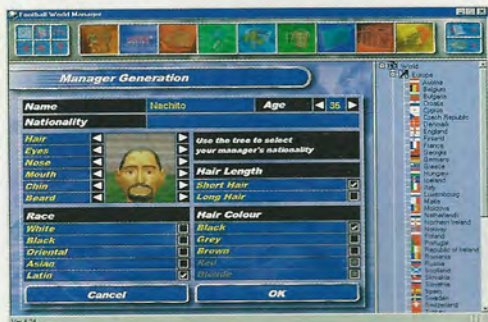 Football World Manager
Manager Generation
Name Nachito Age 35
Nationality
Hair
Eyes
Nose
Mouth
Chin
Beard
Use the tree to select
your manager's nationality
Hair Length
Short Hair
Long Hair
Race
White
Black
Oriental
Asian
Latin
Hair Colour
Black
Grey
Brown
Red
Blonde
Cancel
OK
World
Europe
Austria
Belgium
Bulgaria
Croatia
Cyprus
Czech Republic
Denmark
England
Finland
France
Georgia
Germany
Greece
Hungary
Iceland
Italy
Luxembourg
Malta
Moldova
Netherlands
Northern Ireland
Norway
Poland
Portugal
Republic of Ireland
Romania
Russia
Scotland
Slovakia
Slovenia
Spain
Sweden
Switzerland